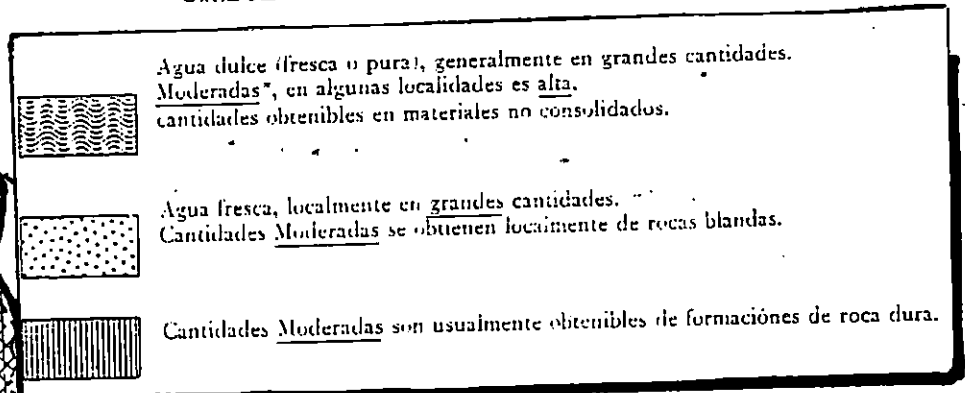 Agua dulce (fresca o pura), generalmente en grandes cantidades.
Moderadas", en algunas localidades es alta.
cantidades obtenibles en materiales no consolidados.
Agua fresca, localmente en grandes cantidades.
Cantidades Moderadas se obtienen localmente de rocas blandas.
Cantidades Moderadas son usualmente obtenibles de formaciónes de roca dura.